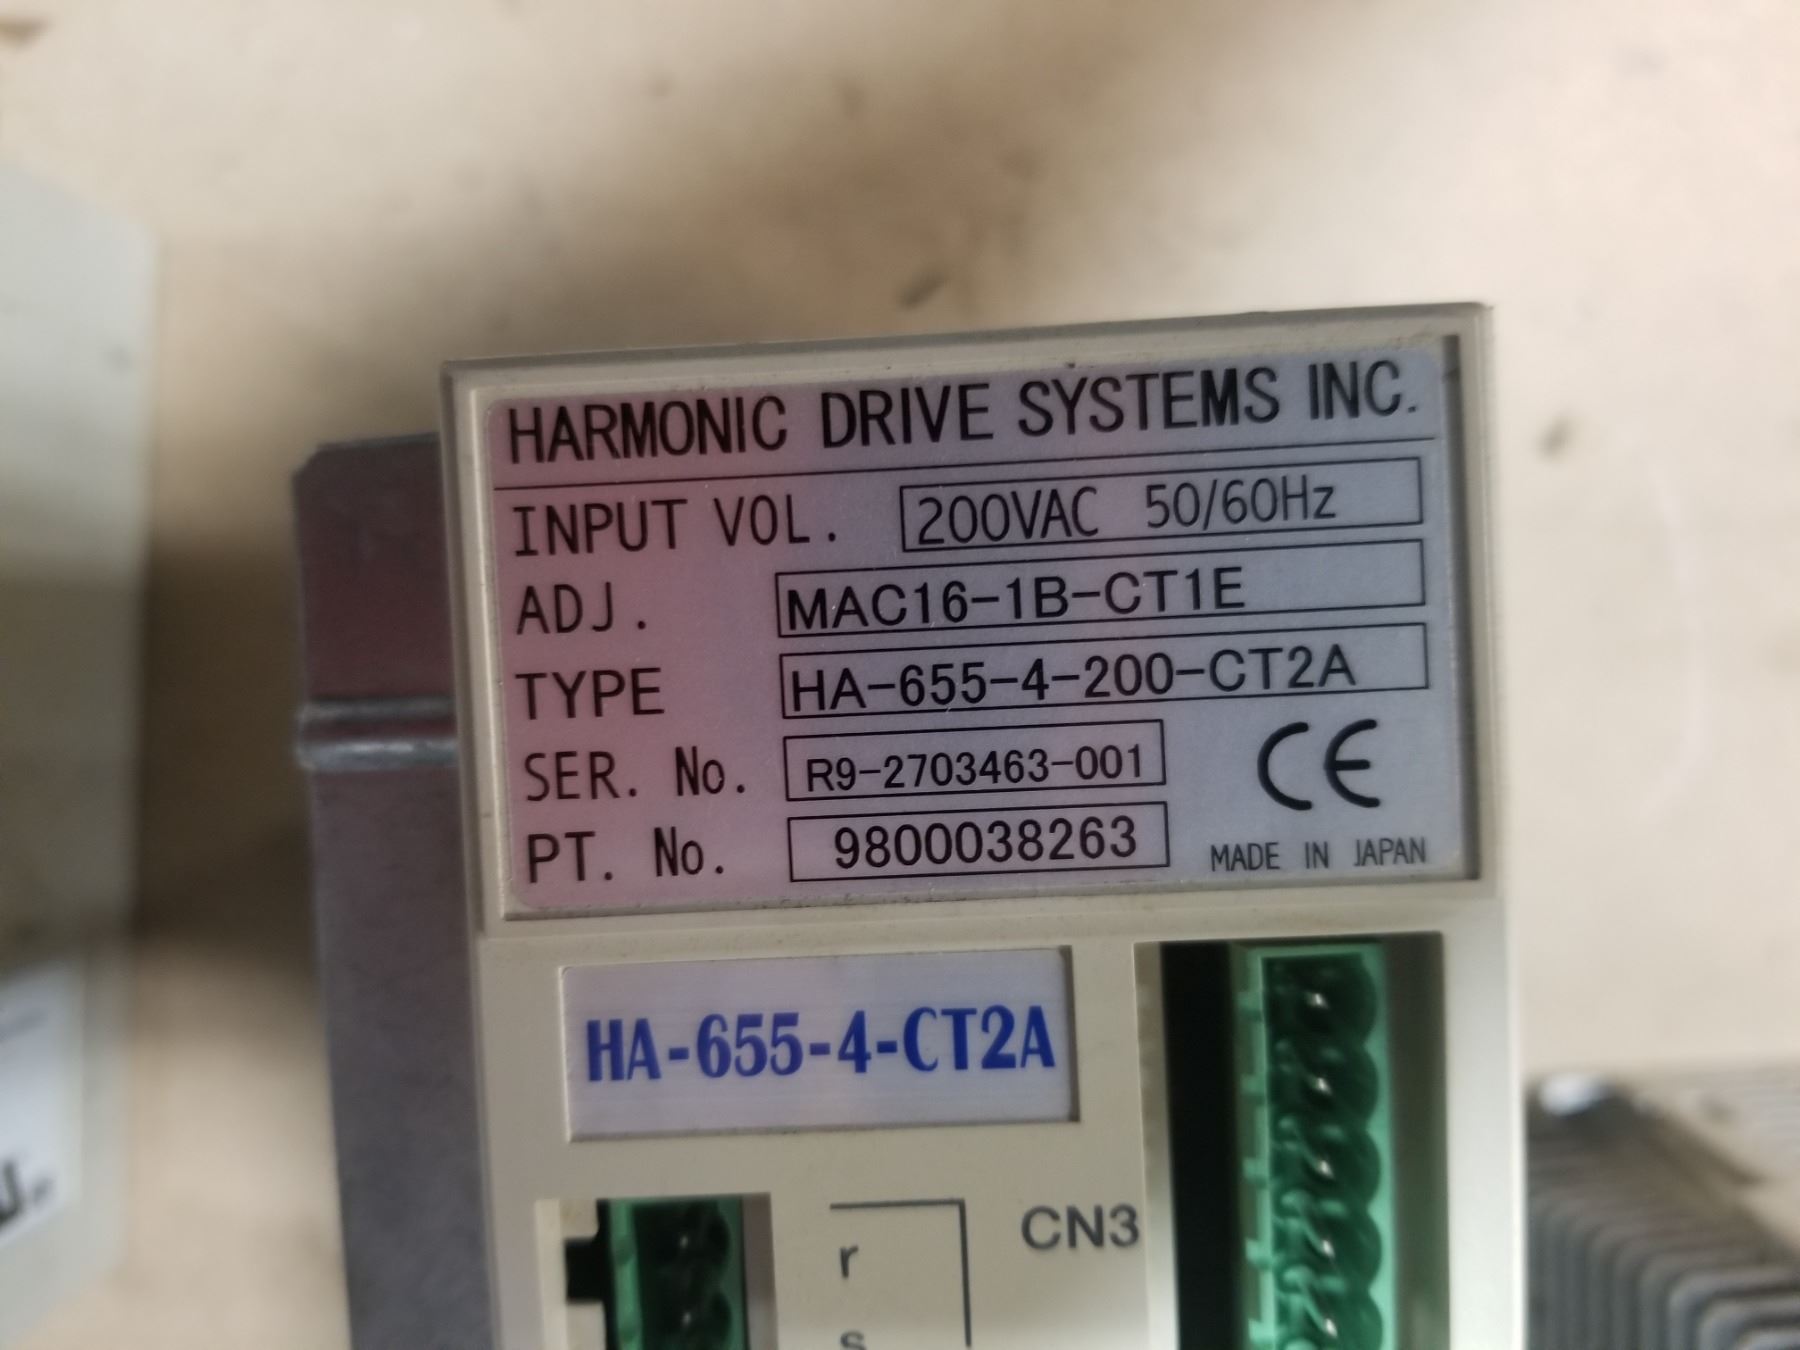 HARMONIC DRIVE SYSTEMS INC.
INPUT VOL. 200VAC 50/60Hz
ADJ. MAC16-1B-CT1E
TYPE HA-655-4-200-CT2A
SER. No. R9-2703463-001
PT. No. 9800038263
CE
MADE IN JAPAN
HA-655-4-CT2A
CN3
r
s